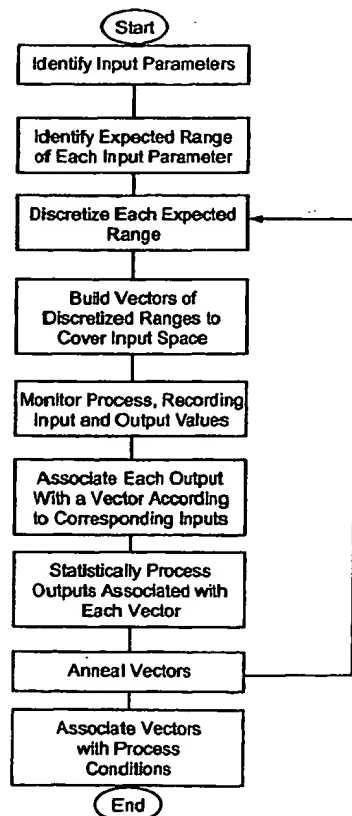 Start
Identify Input Parameters
Identify Expected Range
of Each Input Parameter
Discretize Each Expected
Range
Build Vectors of
Discretized Ranges to
Cover Input Space
Monitor Process, Recording
Input and Output Values
Associate Each Output
With a Vector According
to Corresponding Inputs
Statistically Process
Outputs Associated with
Each Vector
Anneal Vectors
Associate Vectors
with Process
Conditions
End